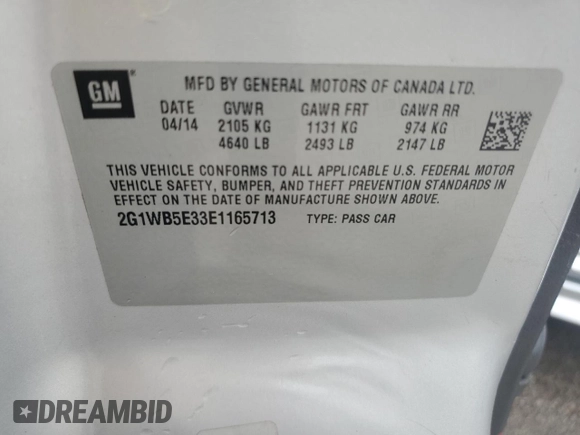 GM
MFD BY GENERAL MOTORS OF CANADA LTD.
DATE GVWR GAWR FRT GAWR RR
04/14 2105 KG 1131 KG 974 KG
4640 LB 2493 LB 2147 LB
THIS VEHICLE CONFORMS TO ALL APPLICABLE U.S. FEDERAL MOTOR
VEHICLE SAFETY, BUMPER, AND THEFT PREVENTION STANDARDS IN
EFFECT ON THE DATE OF MANUFACTURE SHOWN ABOVE.
2G1WB5E33E1165713 TYPE: PASS CAR
DREAMBID